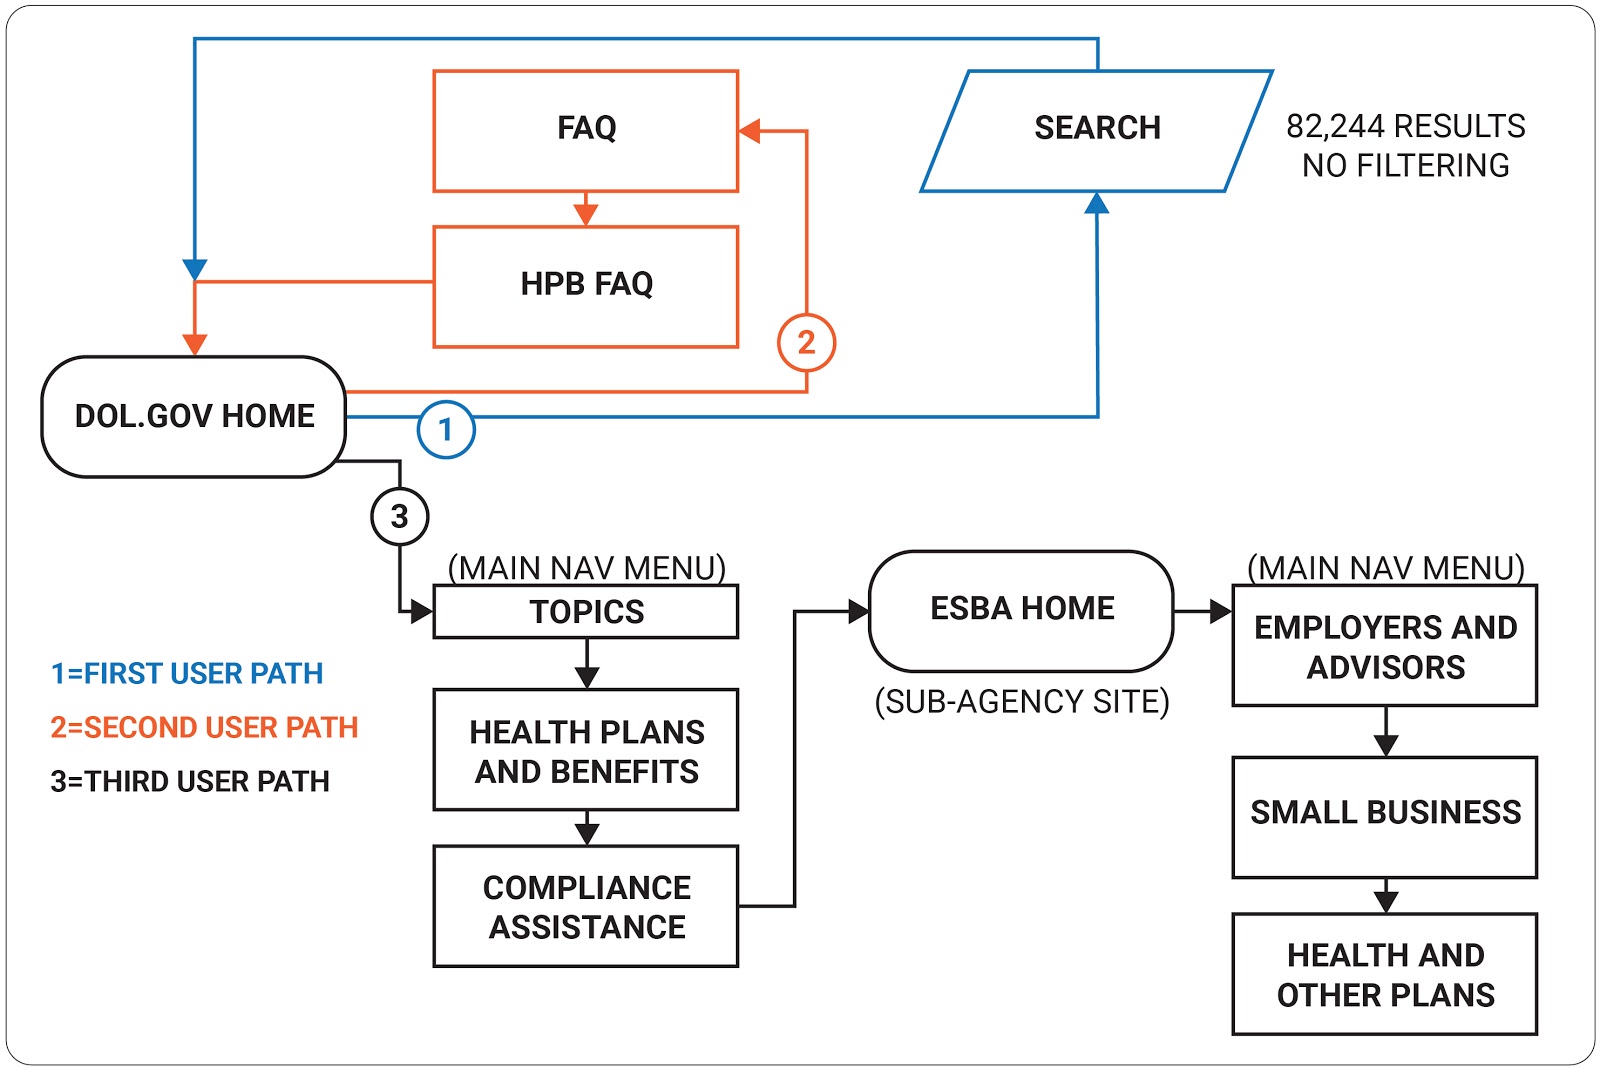 FAQ
SEARCH
82,244 RESULTS
NO FILTERING
HPB FAQ
2
DOL.GOV HOME
1
3
(MAIN NAV MENU)
TOPICS
HEALTH PLANS
AND BENEFITS
COMPLIANCE
ASSISTANCE
ESBA HOME
(SUB-AGENCY SITE)
(MAIN NAV MENU)
EMPLOYERS AND
ADVISORS
SMALL BUSINESS
HEALTH AND
OTHER PLANS
1=FIRST USER PATH
2=SECOND USER PATH
3=THIRD USER PATH